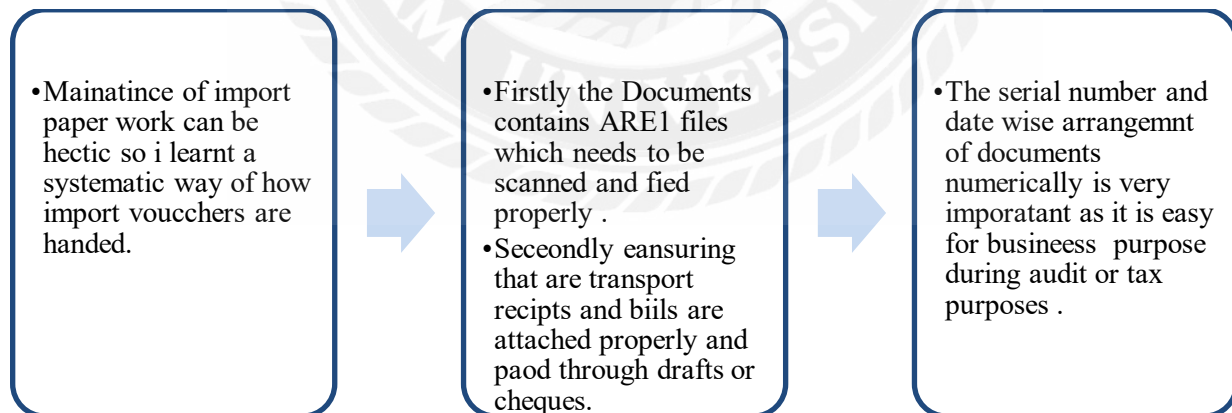 •Mainatince of import
paper work can be
hectic so i learnt a
systematic way of how
import voucchers are
handed.
•Firstly the Documents
contains ARE1 files
which needs to be
scanned and fied
properly .
•Seceondly eansuring
that are transport
recipts and biils are
attached properly and
paod through drafts or
cheques.
•The serial number and
date wise arrangemnt
of documents
numerically is very
imporatant as it is easy
for busineess  purpose
during audit or tax
purposes .
UNIVERSI